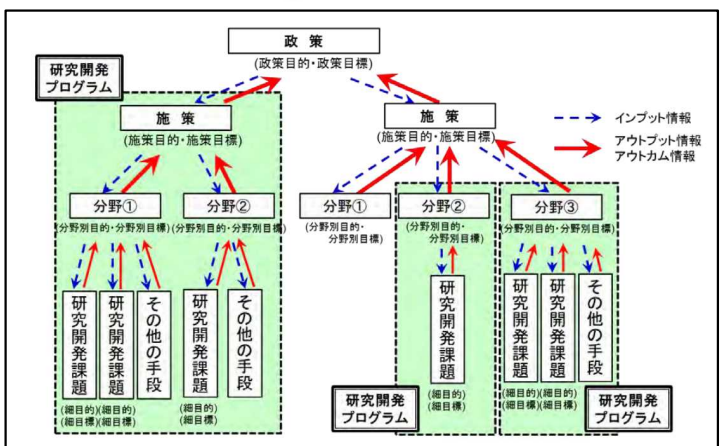 政 策
(政策目的・政策目標)
研究開発
プログラム
施 策
(施策目的・施策目標)
施 策
(施策目的・施策目標)
インプット情報
アウトプット情報
アウトカム情報
分野①
(分野別目的・分野別目標)
分野②
(分野別目的・分野別目標)
分野①
(分野別目的・
分野別目標)
分野②
(分野別目的・
分野別目標)
分野③
(分野別目的・分野別目標)
研究開発課題
研究開発課題
その他の手段
研究開発課題
その他の手段
研究開発課題
研究開発課題
研究開発課題
その他の手段
(細目的)(細目的)
(細目標)(細目標)
(細目的)
(細目標)
(細目的)
(細目標)
(細目的)(細目的)
(細目標)(細目標)
研究開発
プログラム
研究開発
プログラム